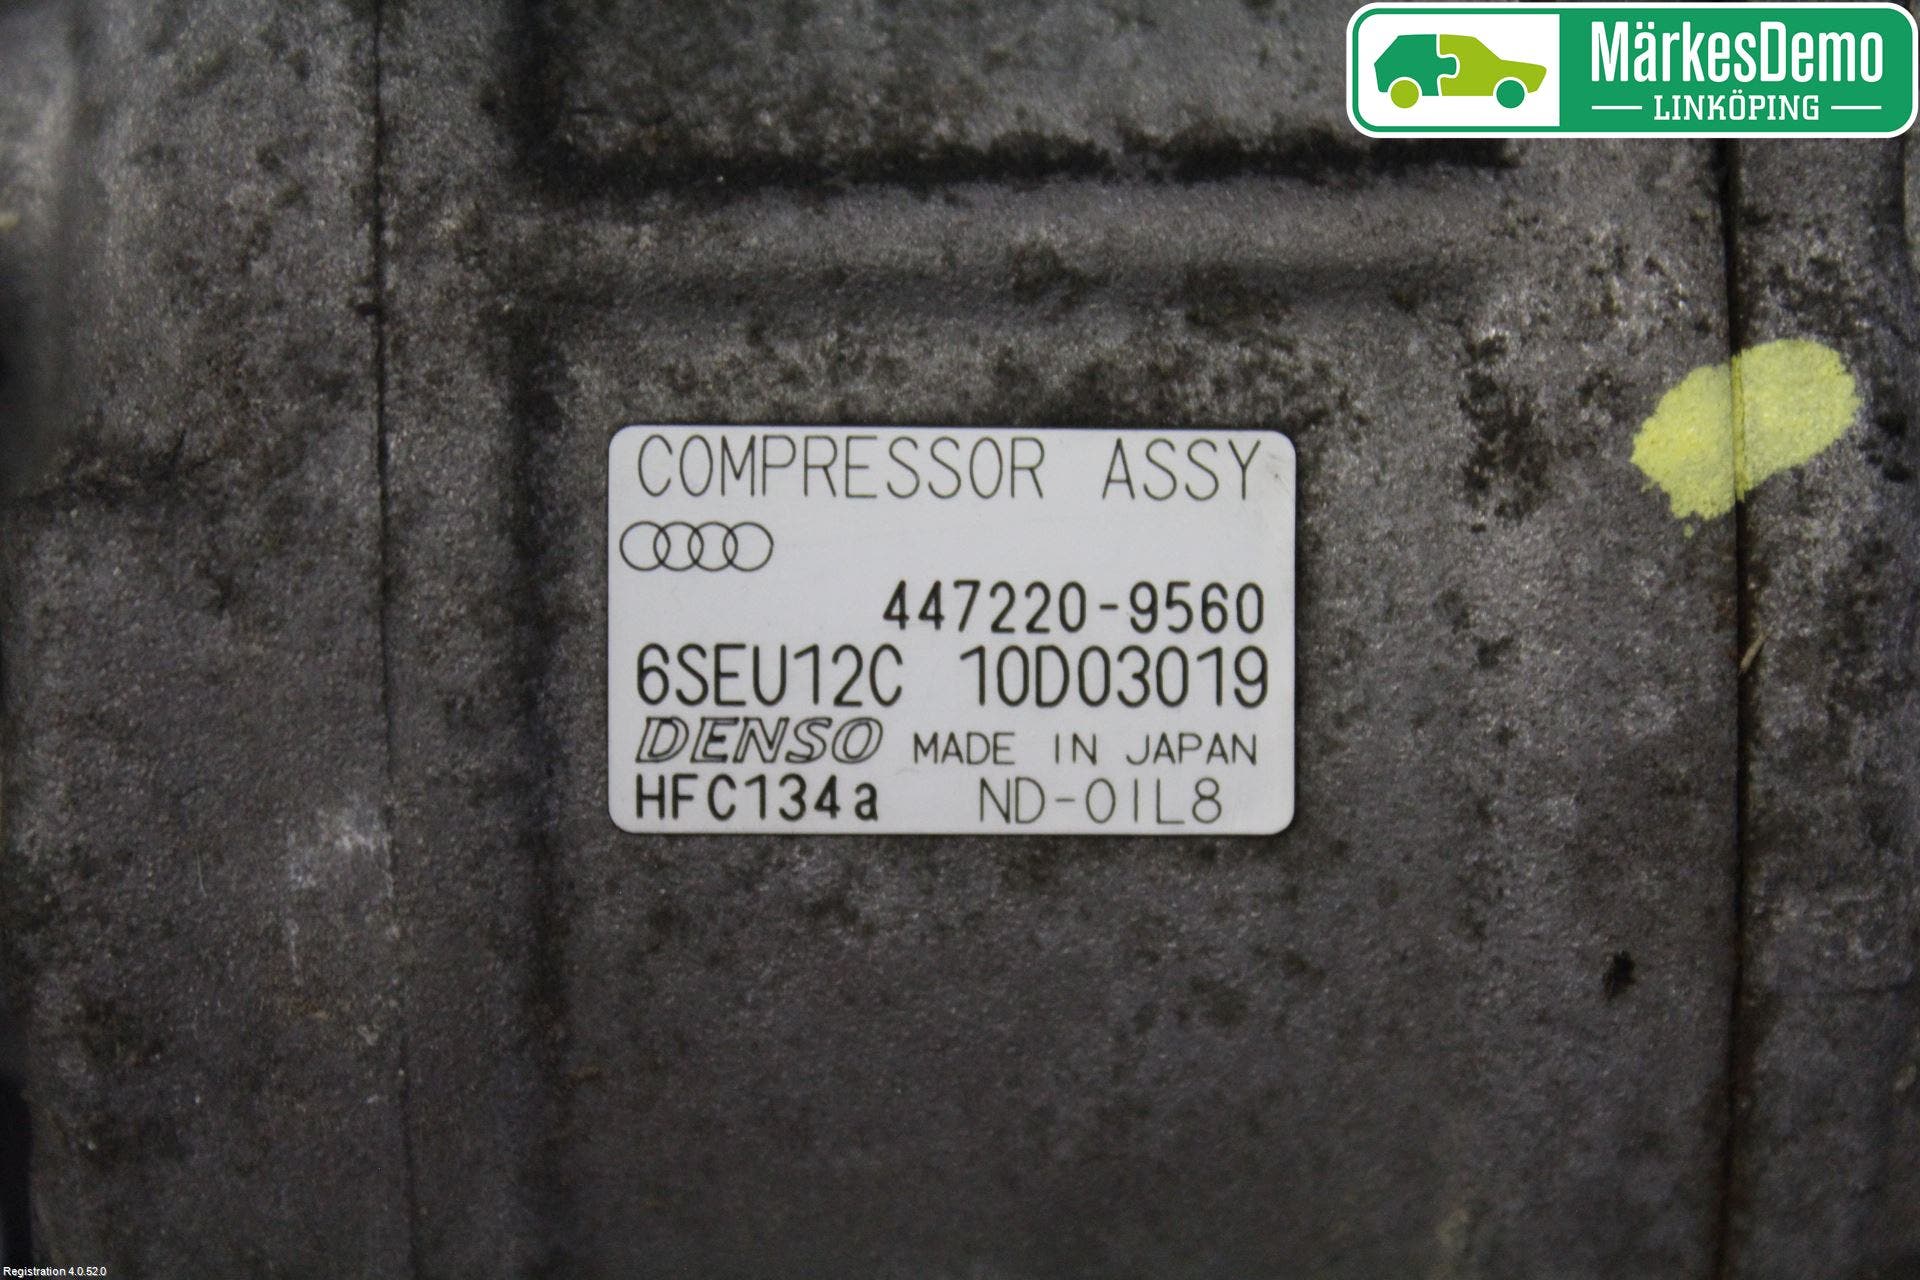 MärkesDemo
LINKÖPING
COMPRESSOR ASSY
447220-9560
6SEU12C 10D03019
DENSO MADE IN JAPAN
HFC134a ND-OIL8
Registration 4.0.52.0